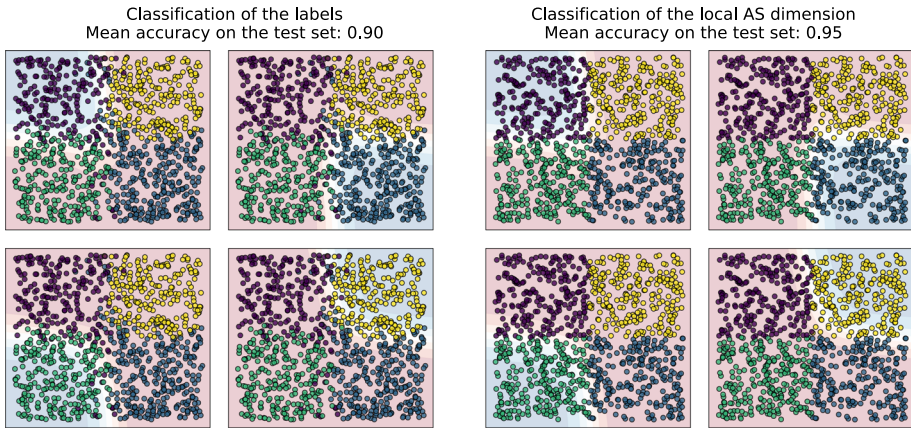 Classification of the labels
Mean accuracy on the test set: 0.90
Classification of the local AS dimension
Mean accuracy on the test set: 0.95